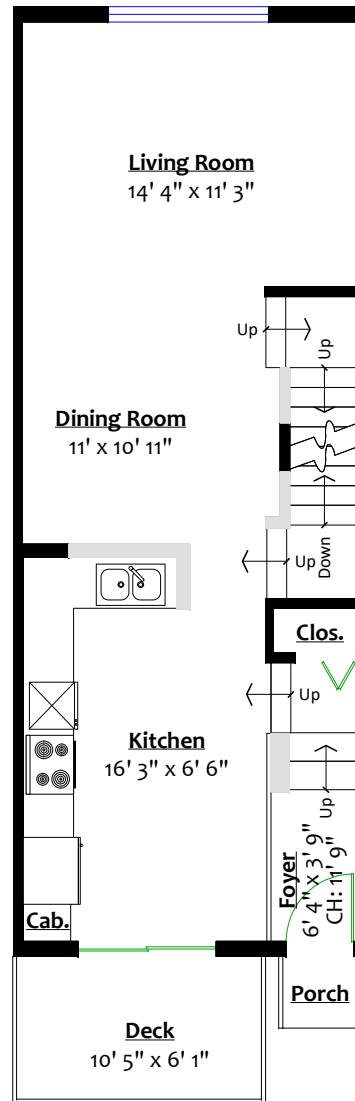 Living Room
14' 4" x 11' 3"
Up
Up
Dining Room
11' x 10' 11"
Down
Up
Clos.
Up
Kitchen
16' 3" x 6' 6"
Up
Foyer
6' 4" x 3' 9"
CH: 11' 9"
Cab.
Porch
Deck
10' 5" x 6' 1"